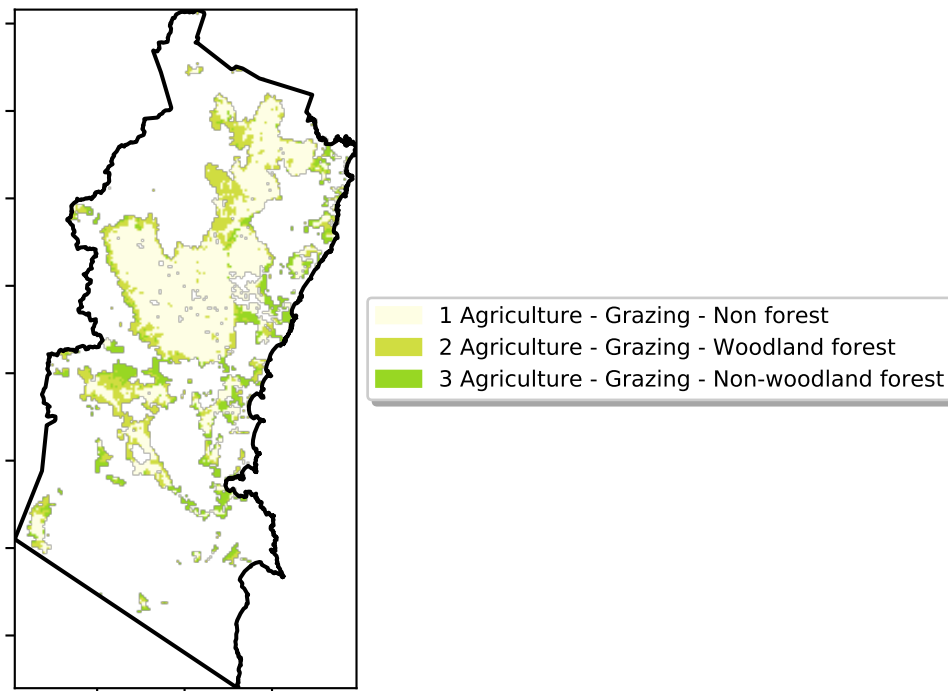 1 Agriculture - Grazing - Non forest
2 Agriculture - Grazing - Woodland forest
3 Agriculture - Grazing - Non-woodland forest